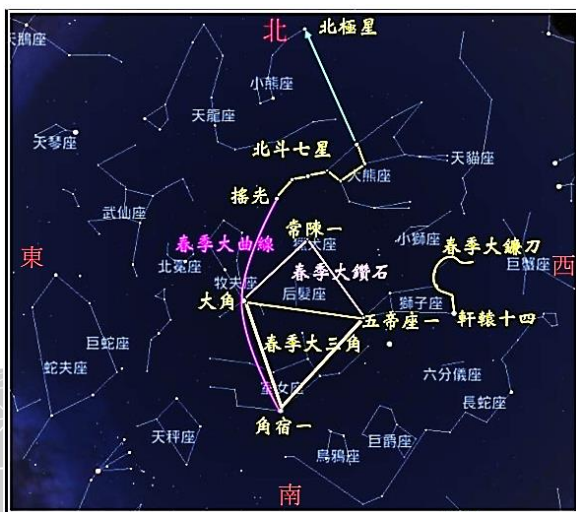 北
北極星
天鵝座
小熊座
天龍座
天琴座
北斗七星
大熊座
天貓座
搖光
武仙座
常陳一
獵犬座
小獅座
春季大曲線
春季大鐮刀
東
北冕座
春季大鑽石
巨蟹座
西
牧夫座
后髮座
獅子座
大角
五帝座一
軒轅十四
春季大三角
巨蛇座
蛇夫座
六分儀座
室女座
長蛇座
角宿一
天秤座
烏鴉座
巨爵座
南